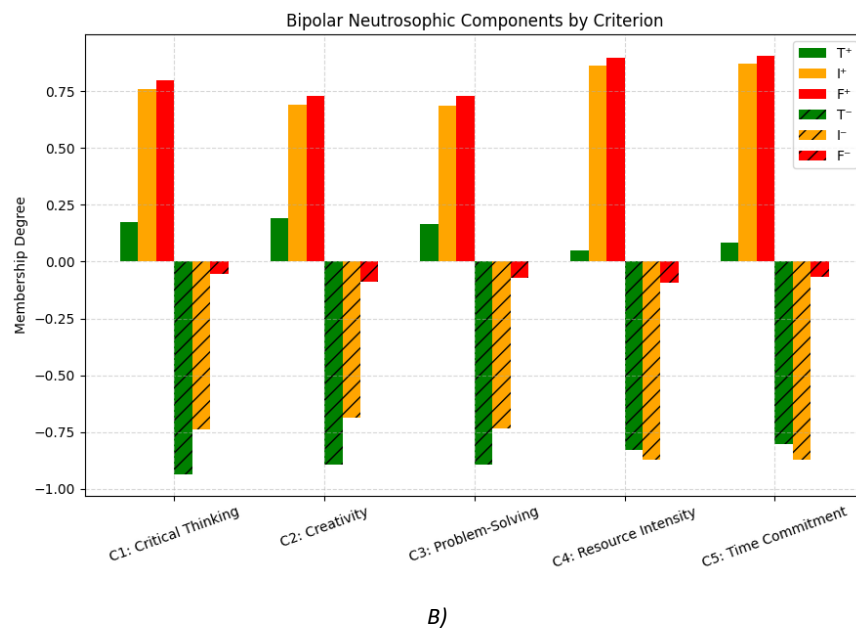 Bipolar Neutrosophic Components by Criterion
T⁺
I⁺
F⁺
T⁻
I⁻
F⁻
Membership Degree
0.75
0.50
0.25
0.00
−0.25
−0.50
−0.75
−1.00
C1: Critical Thinking
C2: Creativity
C3: Problem-Solving
C4: Resource Intensity
C5: Time Commitment
B)